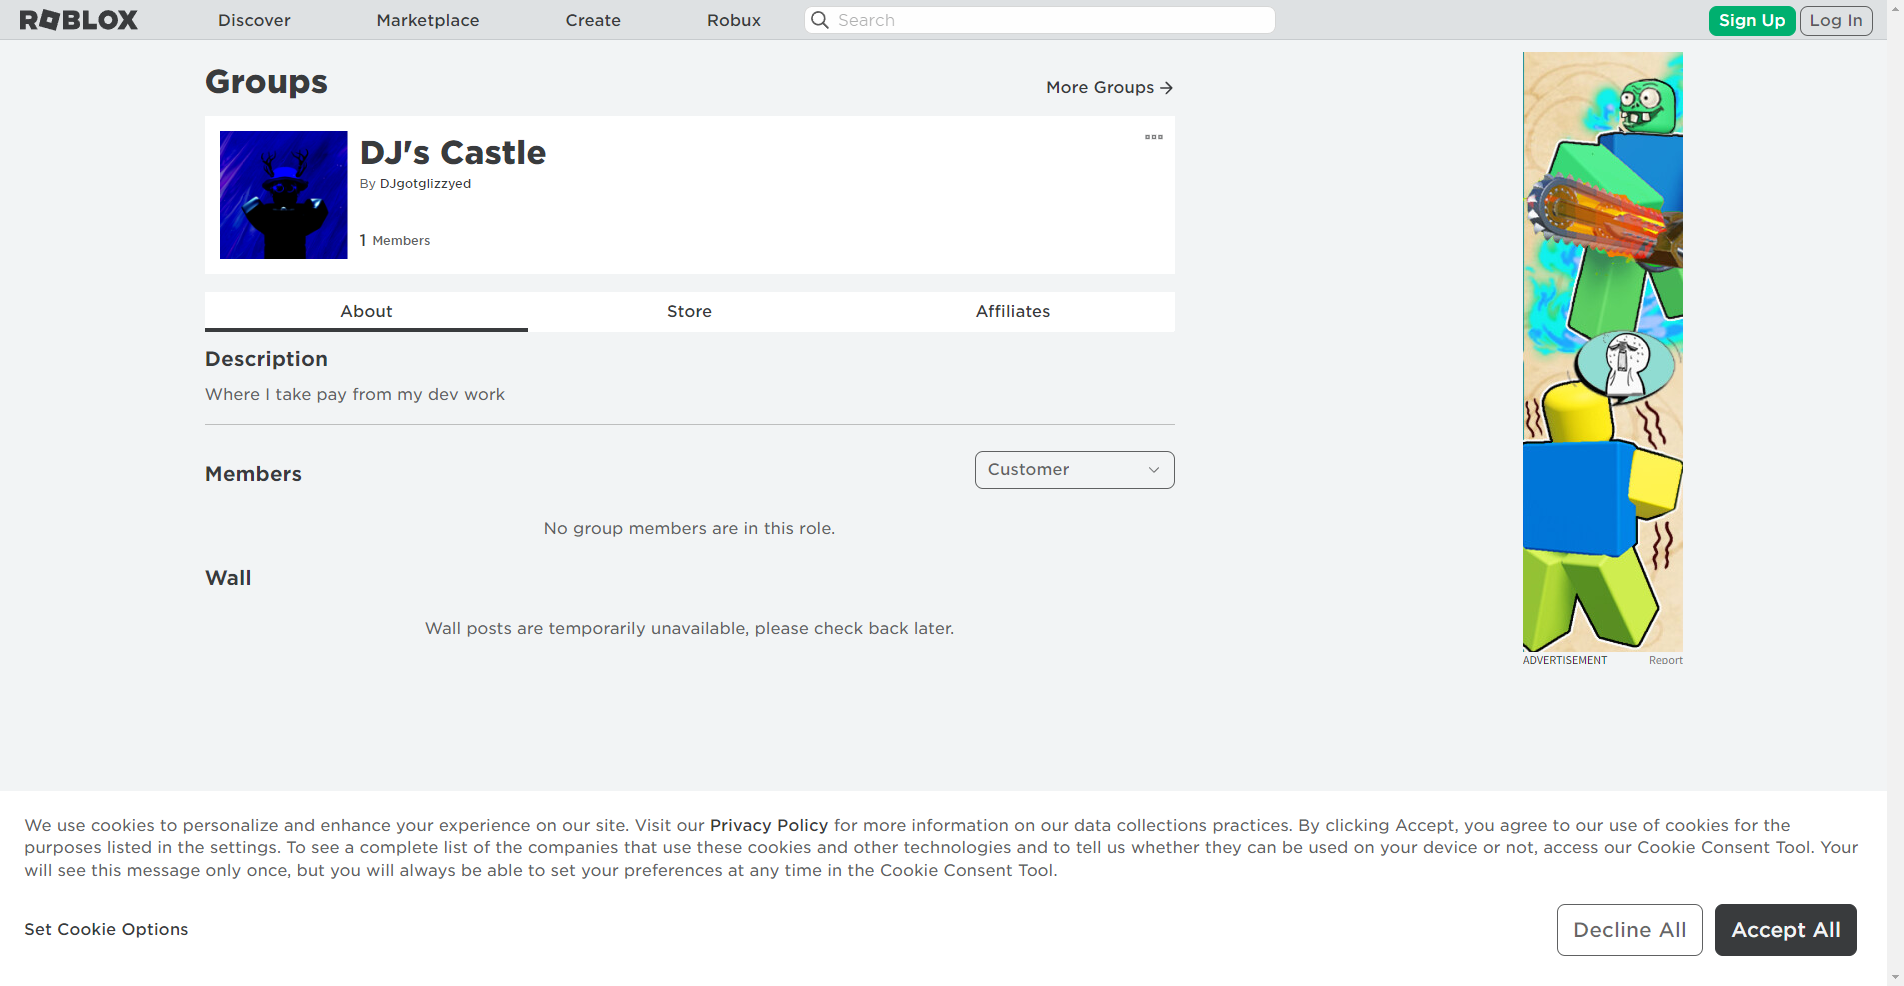 ROBLOX
Discover
Marketplace
Create
Robux
Search
Sign Up
Log In
Groups
More Groups
DJ's Castle
By DJgotglizzyed
1 Members
About
Store
Affiliates
Description
Where I take pay from my dev work
Members
Customer
No group members are in this role.
Wall
Wall posts are temporarily unavailable, please check back later.
ADVERTISEMENT
Report
We use cookies to personalize and enhance your experience on our site. Visit our Privacy Policy for more information on our data collections practices. By clicking Accept, you agree to our use of cookies for the
purposes listed in the settings. To see a complete list of the companies that use these cookies and other technologies and to tell us whether they can be used on your device or not, access our Cookie Consent Tool. Your
will see this message only once, but you will always be able to set your preferences at any time in the Cookie Consent Tool.
Set Cookie Options
Decline All
Accept All